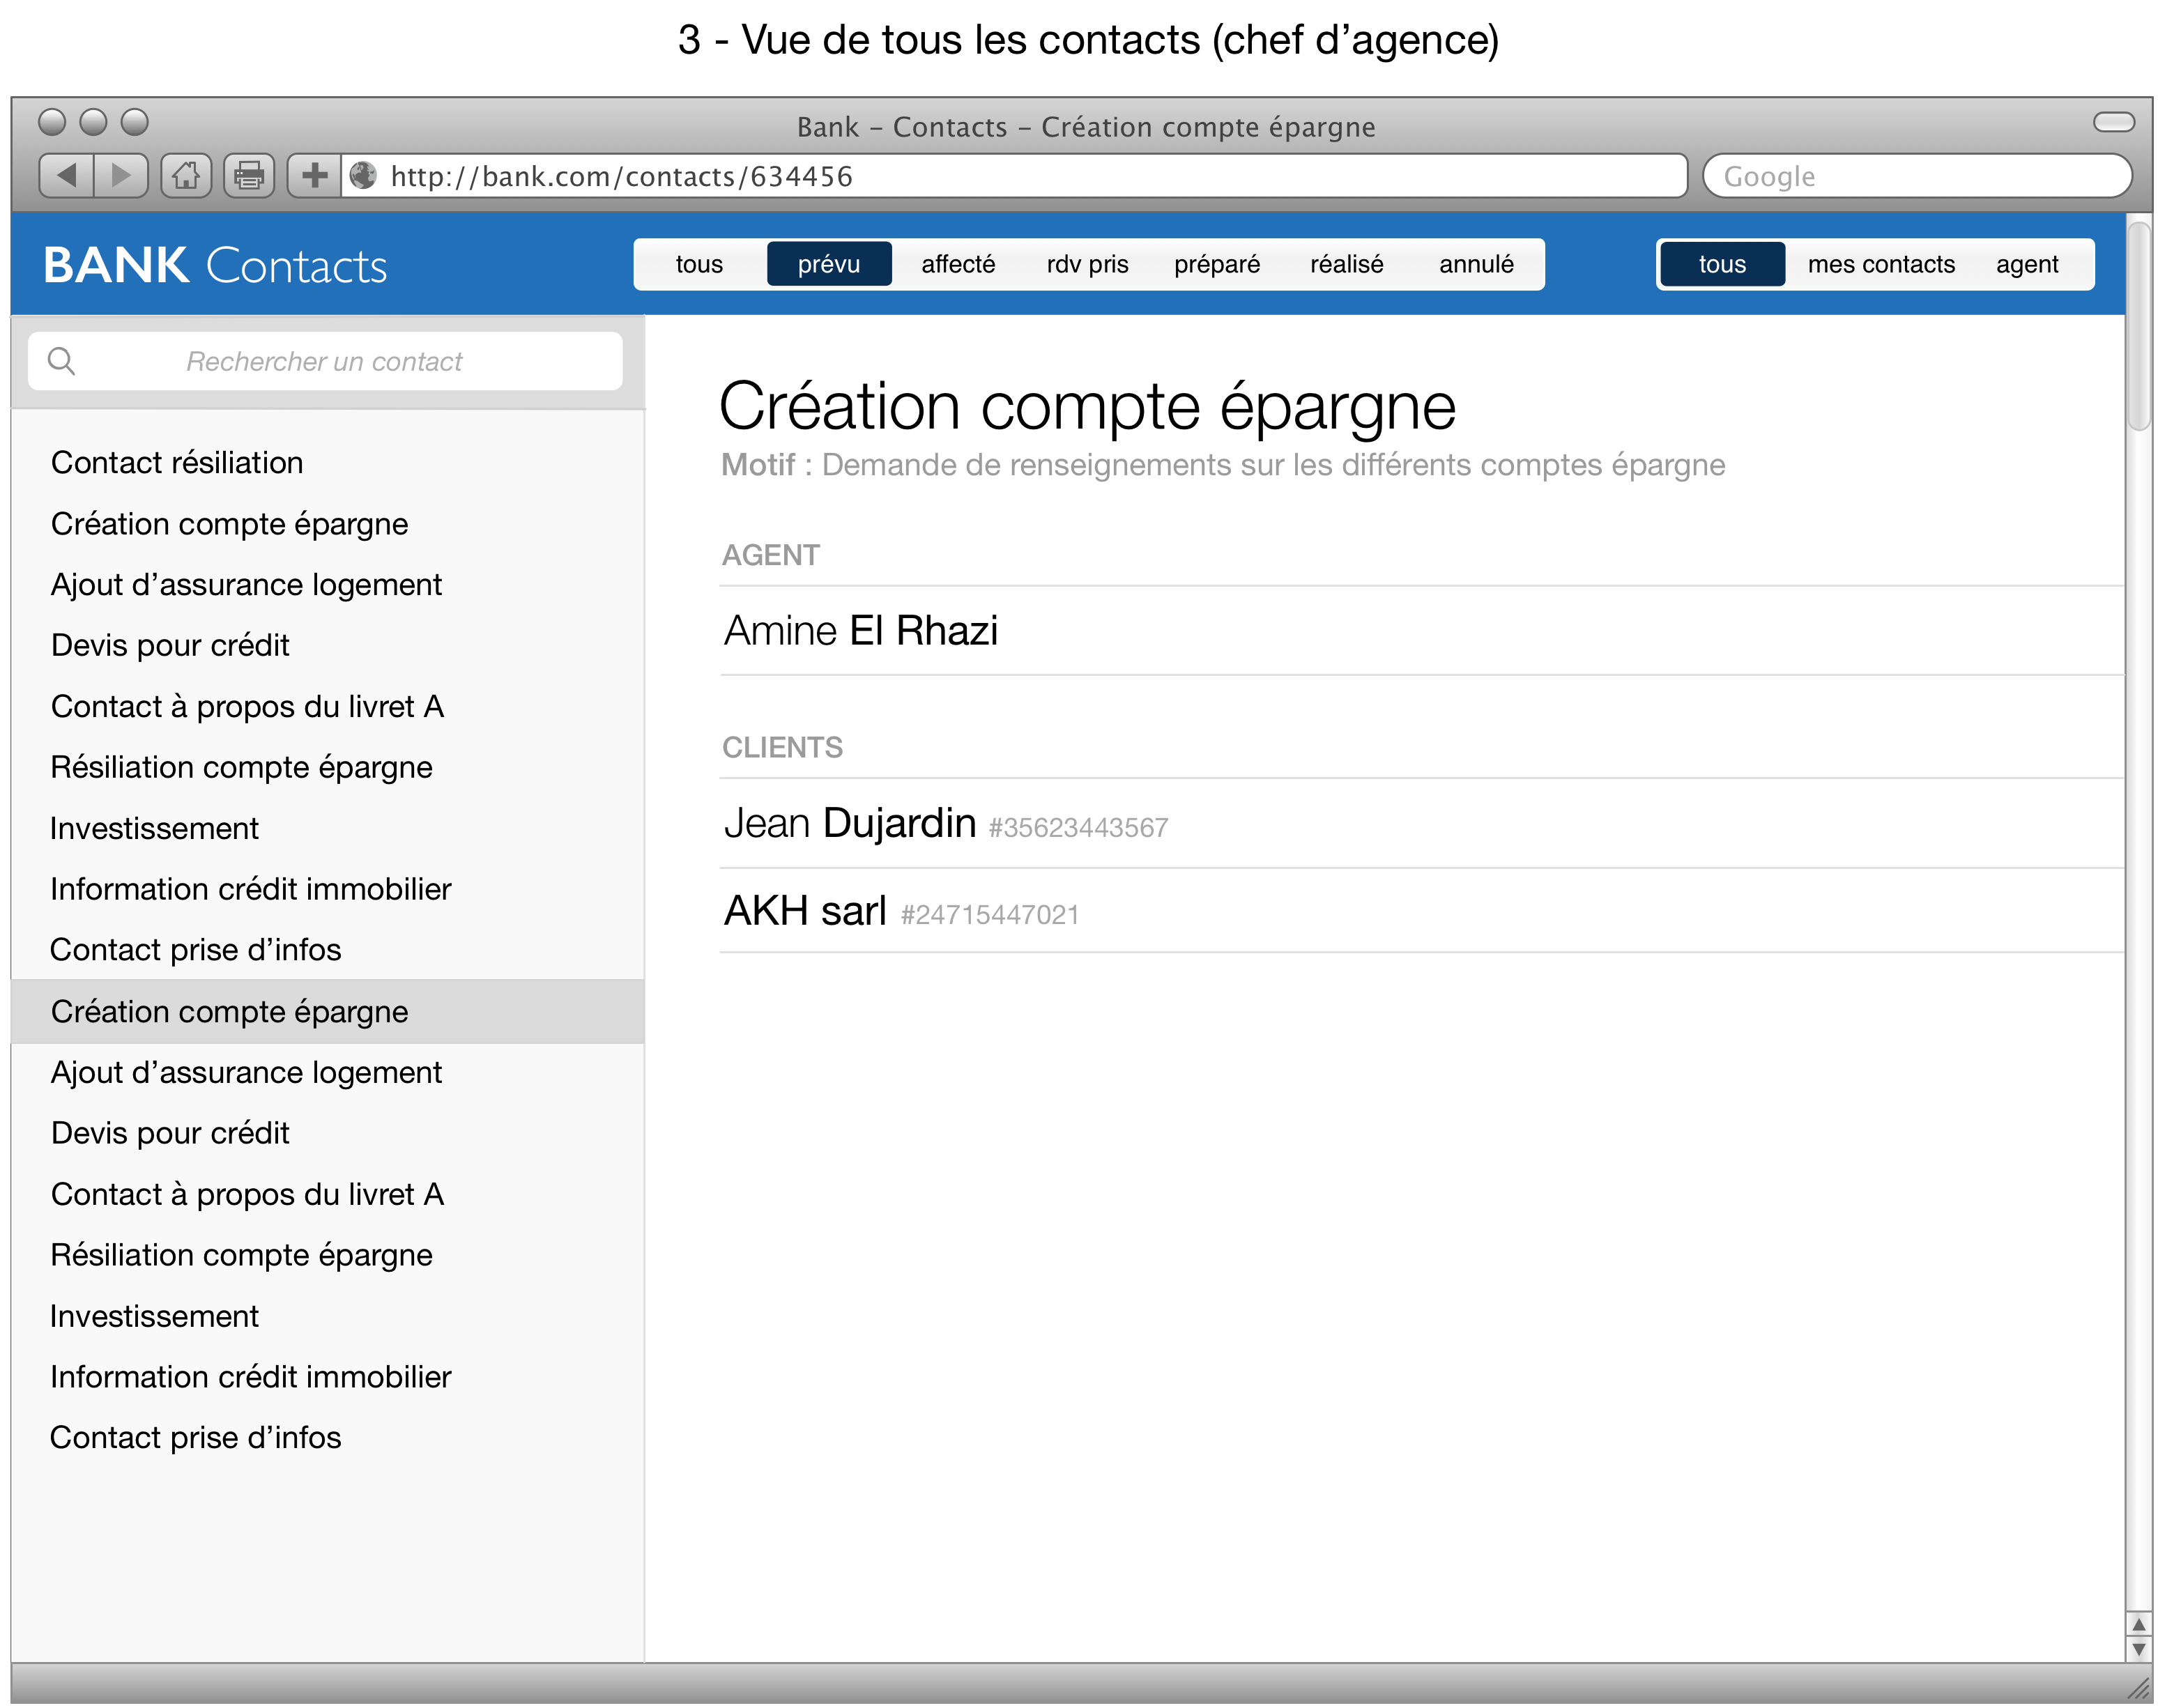 3 - Vue de tous les contacts (chef d’agence)
Bank – Contacts – Création compte épargne
http://bank.com/contacts/634456
Google
BANK Contacts
tous prévu affecté rdv pris préparé réalisé annulé
tous mes contacts agent
Rechercher un contact
Contact résiliation
Création compte épargne
Ajout d’assurance logement
Devis pour crédit
Contact à propos du livret A
Résiliation compte épargne
Investissement
Information crédit immobilier
Contact prise d’infos
Création compte épargne
Ajout d’assurance logement
Devis pour crédit
Contact à propos du livret A
Résiliation compte épargne
Investissement
Information crédit immobilier
Contact prise d’infos
Création compte épargne
Motif : Demande de renseignements sur les différents comptes épargne
AGENT
Amine El Rhazi
CLIENTS
Jean Dujardin #35623443567
AKH sarl #24715447021